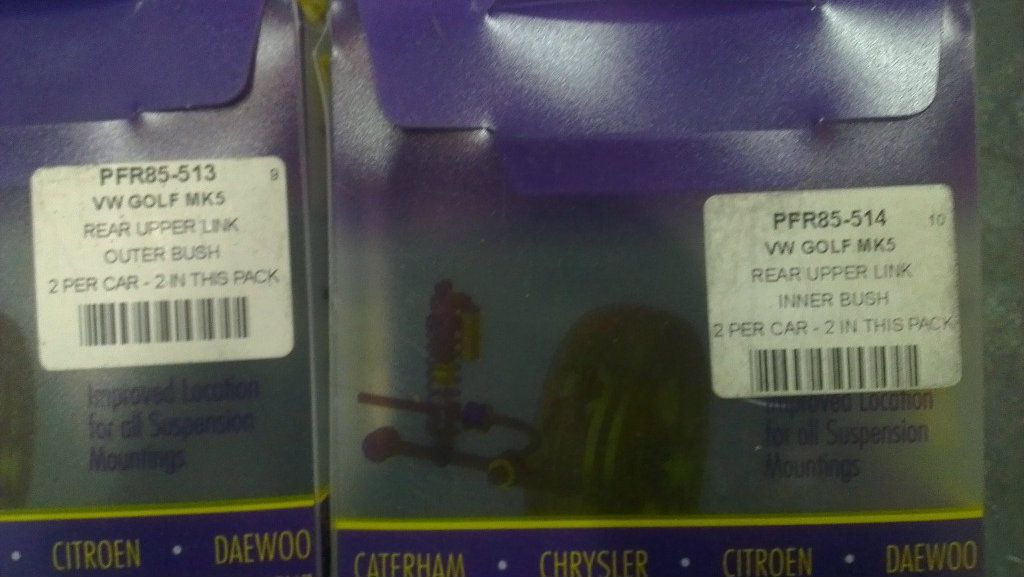 PFR85-513 9
VW GOLF MK5
REAR UPPER LINK
OUTER BUSH
2 PER CAR - 2 IN THIS PACK
Improved Location
for all Suspension
Mountings
• CITROEN • DAEWOO
PFR85-514 10
VW GOLF MK5
REAR UPPER LINK
INNER BUSH
2 PER CAR - 2 IN THIS PACK
Improved Location
for all Suspension
Mountings
CATERHAM • CHRYSLER • CITROEN • DAEWOO